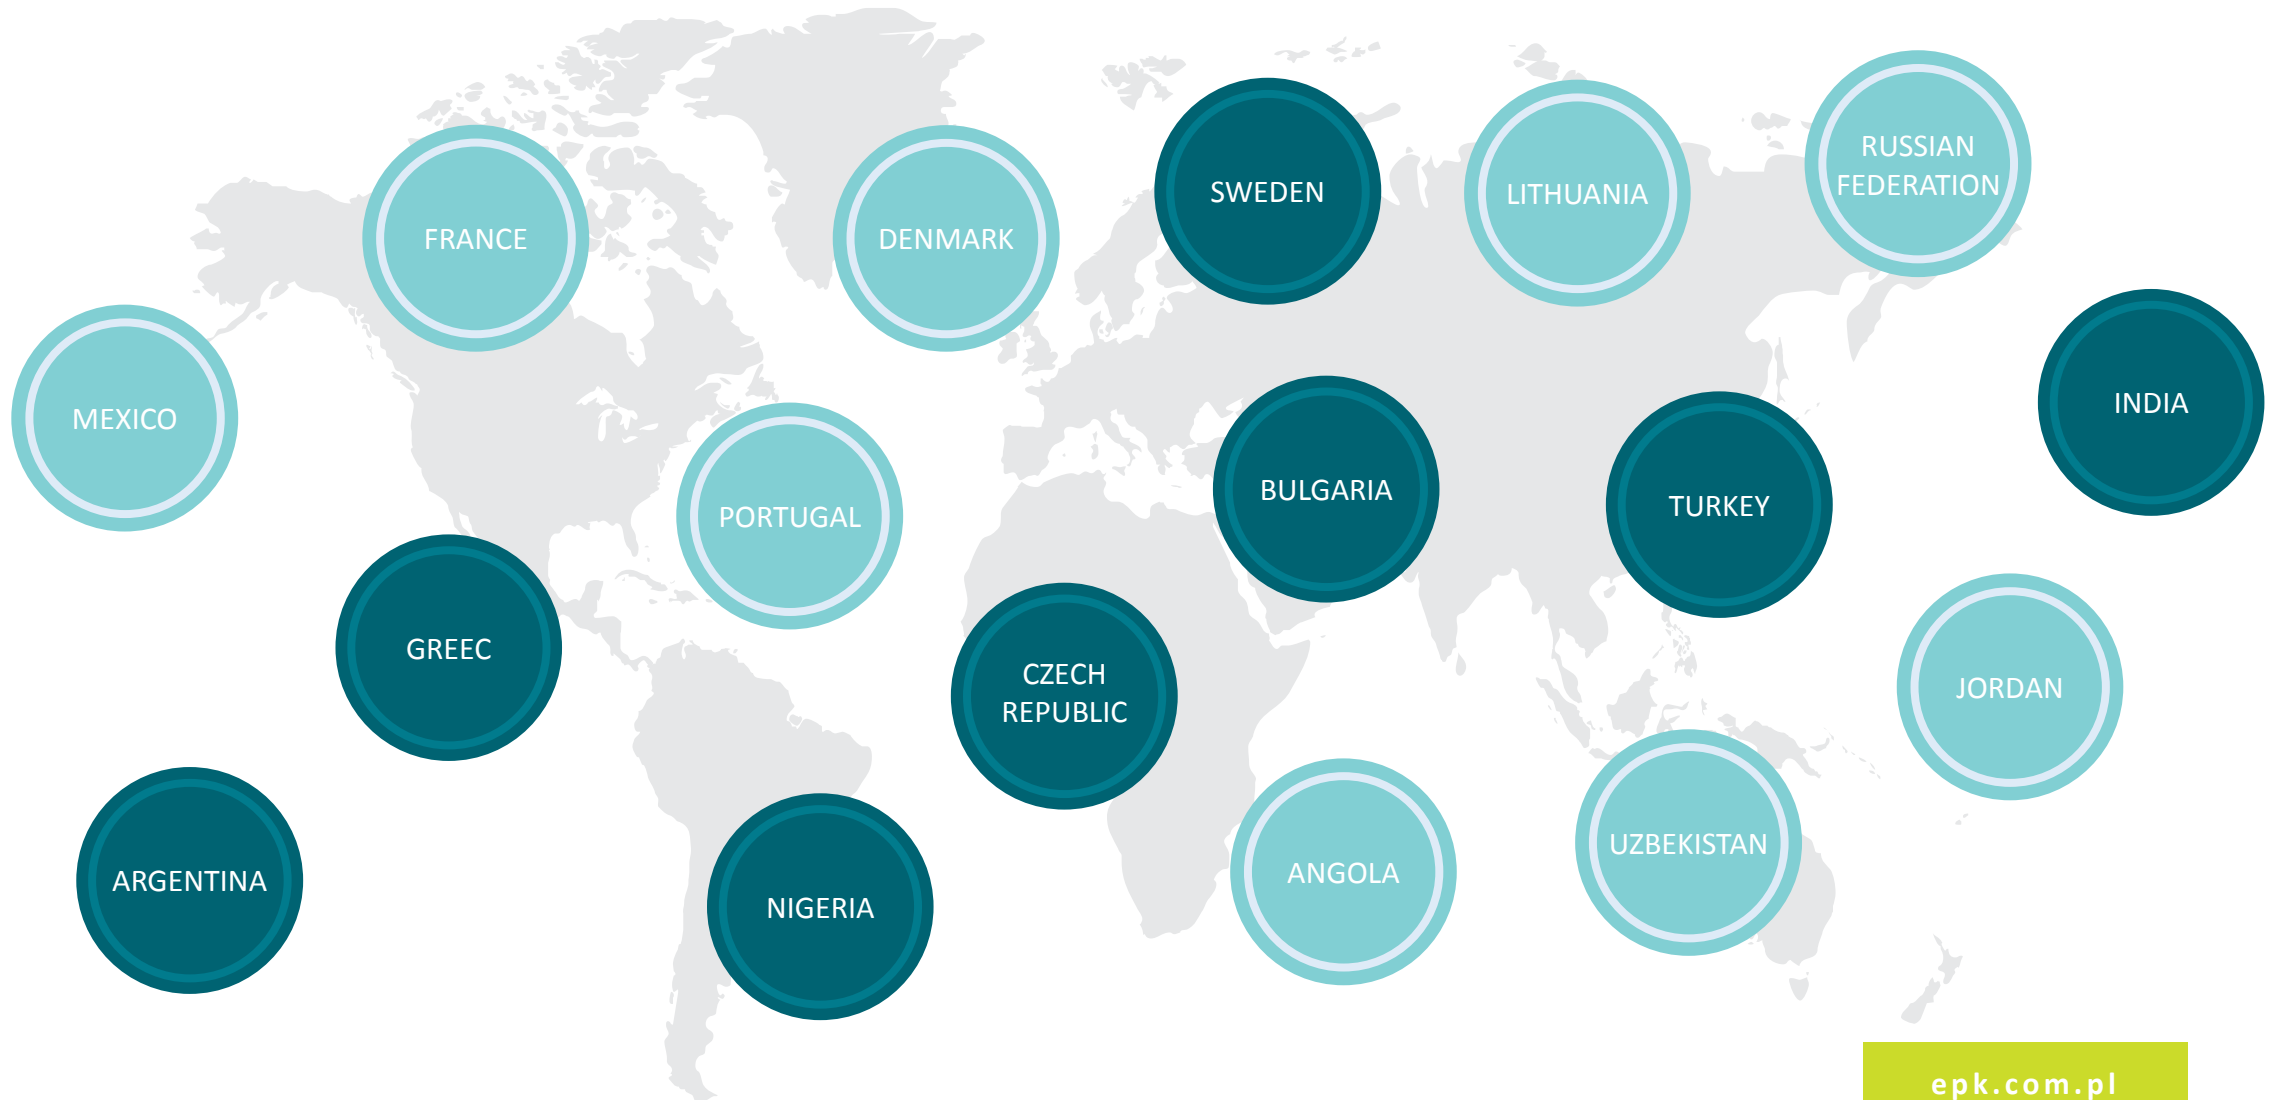 RUSSIAN
FEDERATION
SWEDEN
LITHUANIA
FRANCE
DENMARK
INDIA
MEXICO
BULGARIA
TURKEY
PORTUGAL
GREEC
CZECH
REPUBLIC
JORDAN
UZBEKISTAN
ANGOLA
ARGENTINA
NIGERIA
epk.com.pl